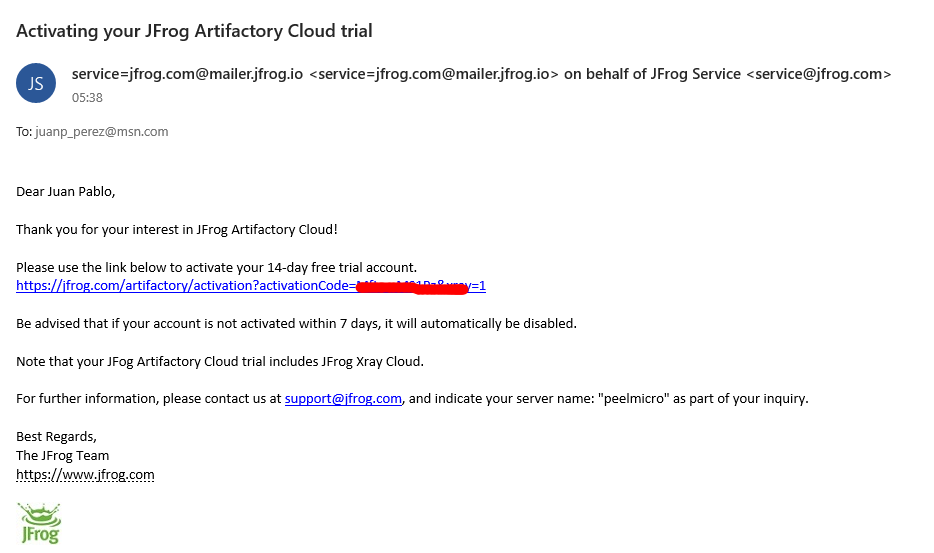 Activating your JFrog Artifactory Cloud trial
JS
service=jfrog.com@mailer.jfrog.io <service=jfrog.com@mailer.jfrog.io> on behalf of JFrog Service <service@jfrog.com>
05:38
To: juanp_perez@msn.com
Dear Juan Pablo,
Thank you for your interest in JFrog Artifactory Cloud!
Please use the link below to activate your 14-day free trial account.
https://jfrog.com/artifactory/activation?activationCode= =1
Be advised that if your account is not activated within 7 days, it will automatically be disabled.
Note that your JFog Artifactory Cloud trial includes JFrog Xray Cloud.
For further information, please contact us at support@jfrog.com, and indicate your server name: "peelmicro" as part of your inquiry.
Best Regards,
The JFrog Team
https://www.jfrog.com
JFrog